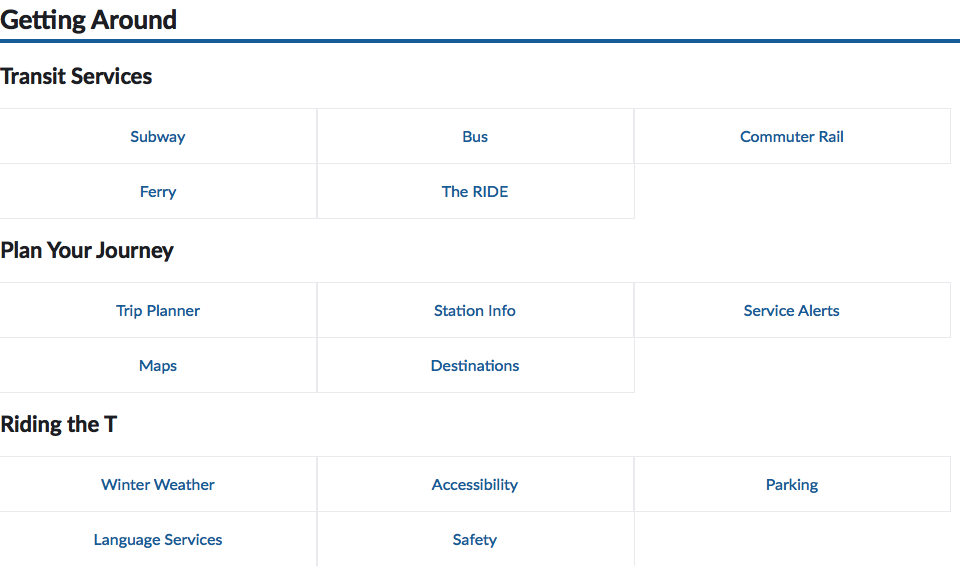 Getting Around
Transit Services
Subway Bus Commuter Rail
Ferry The RIDE
Plan Your Journey
Trip Planner Station Info Service Alerts
Maps Destinations
Riding the T
Winter Weather Accessibility Parking
Language Services Safety